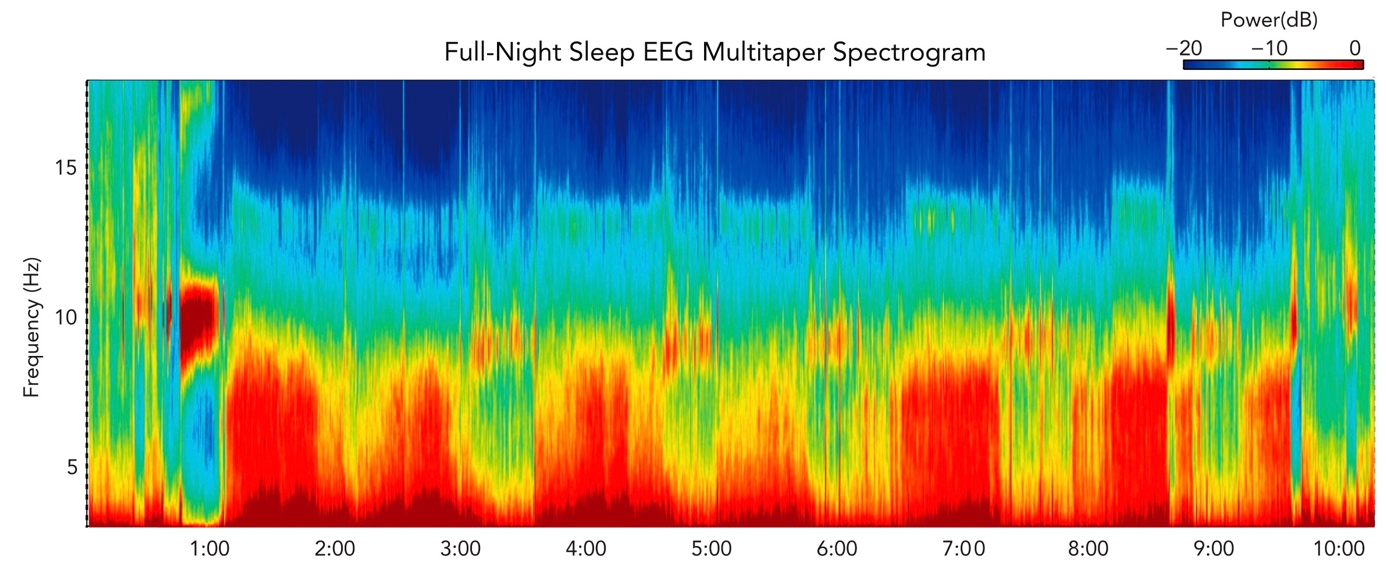 Power(dB)
Full-Night Sleep EEG Multitaper Spectrogram
−20 −10 0
Frequency (Hz)
15
10
5
1:00 2:00 3:00 4:00 5:00 6:00 7:00 8:00 9:00 10:00